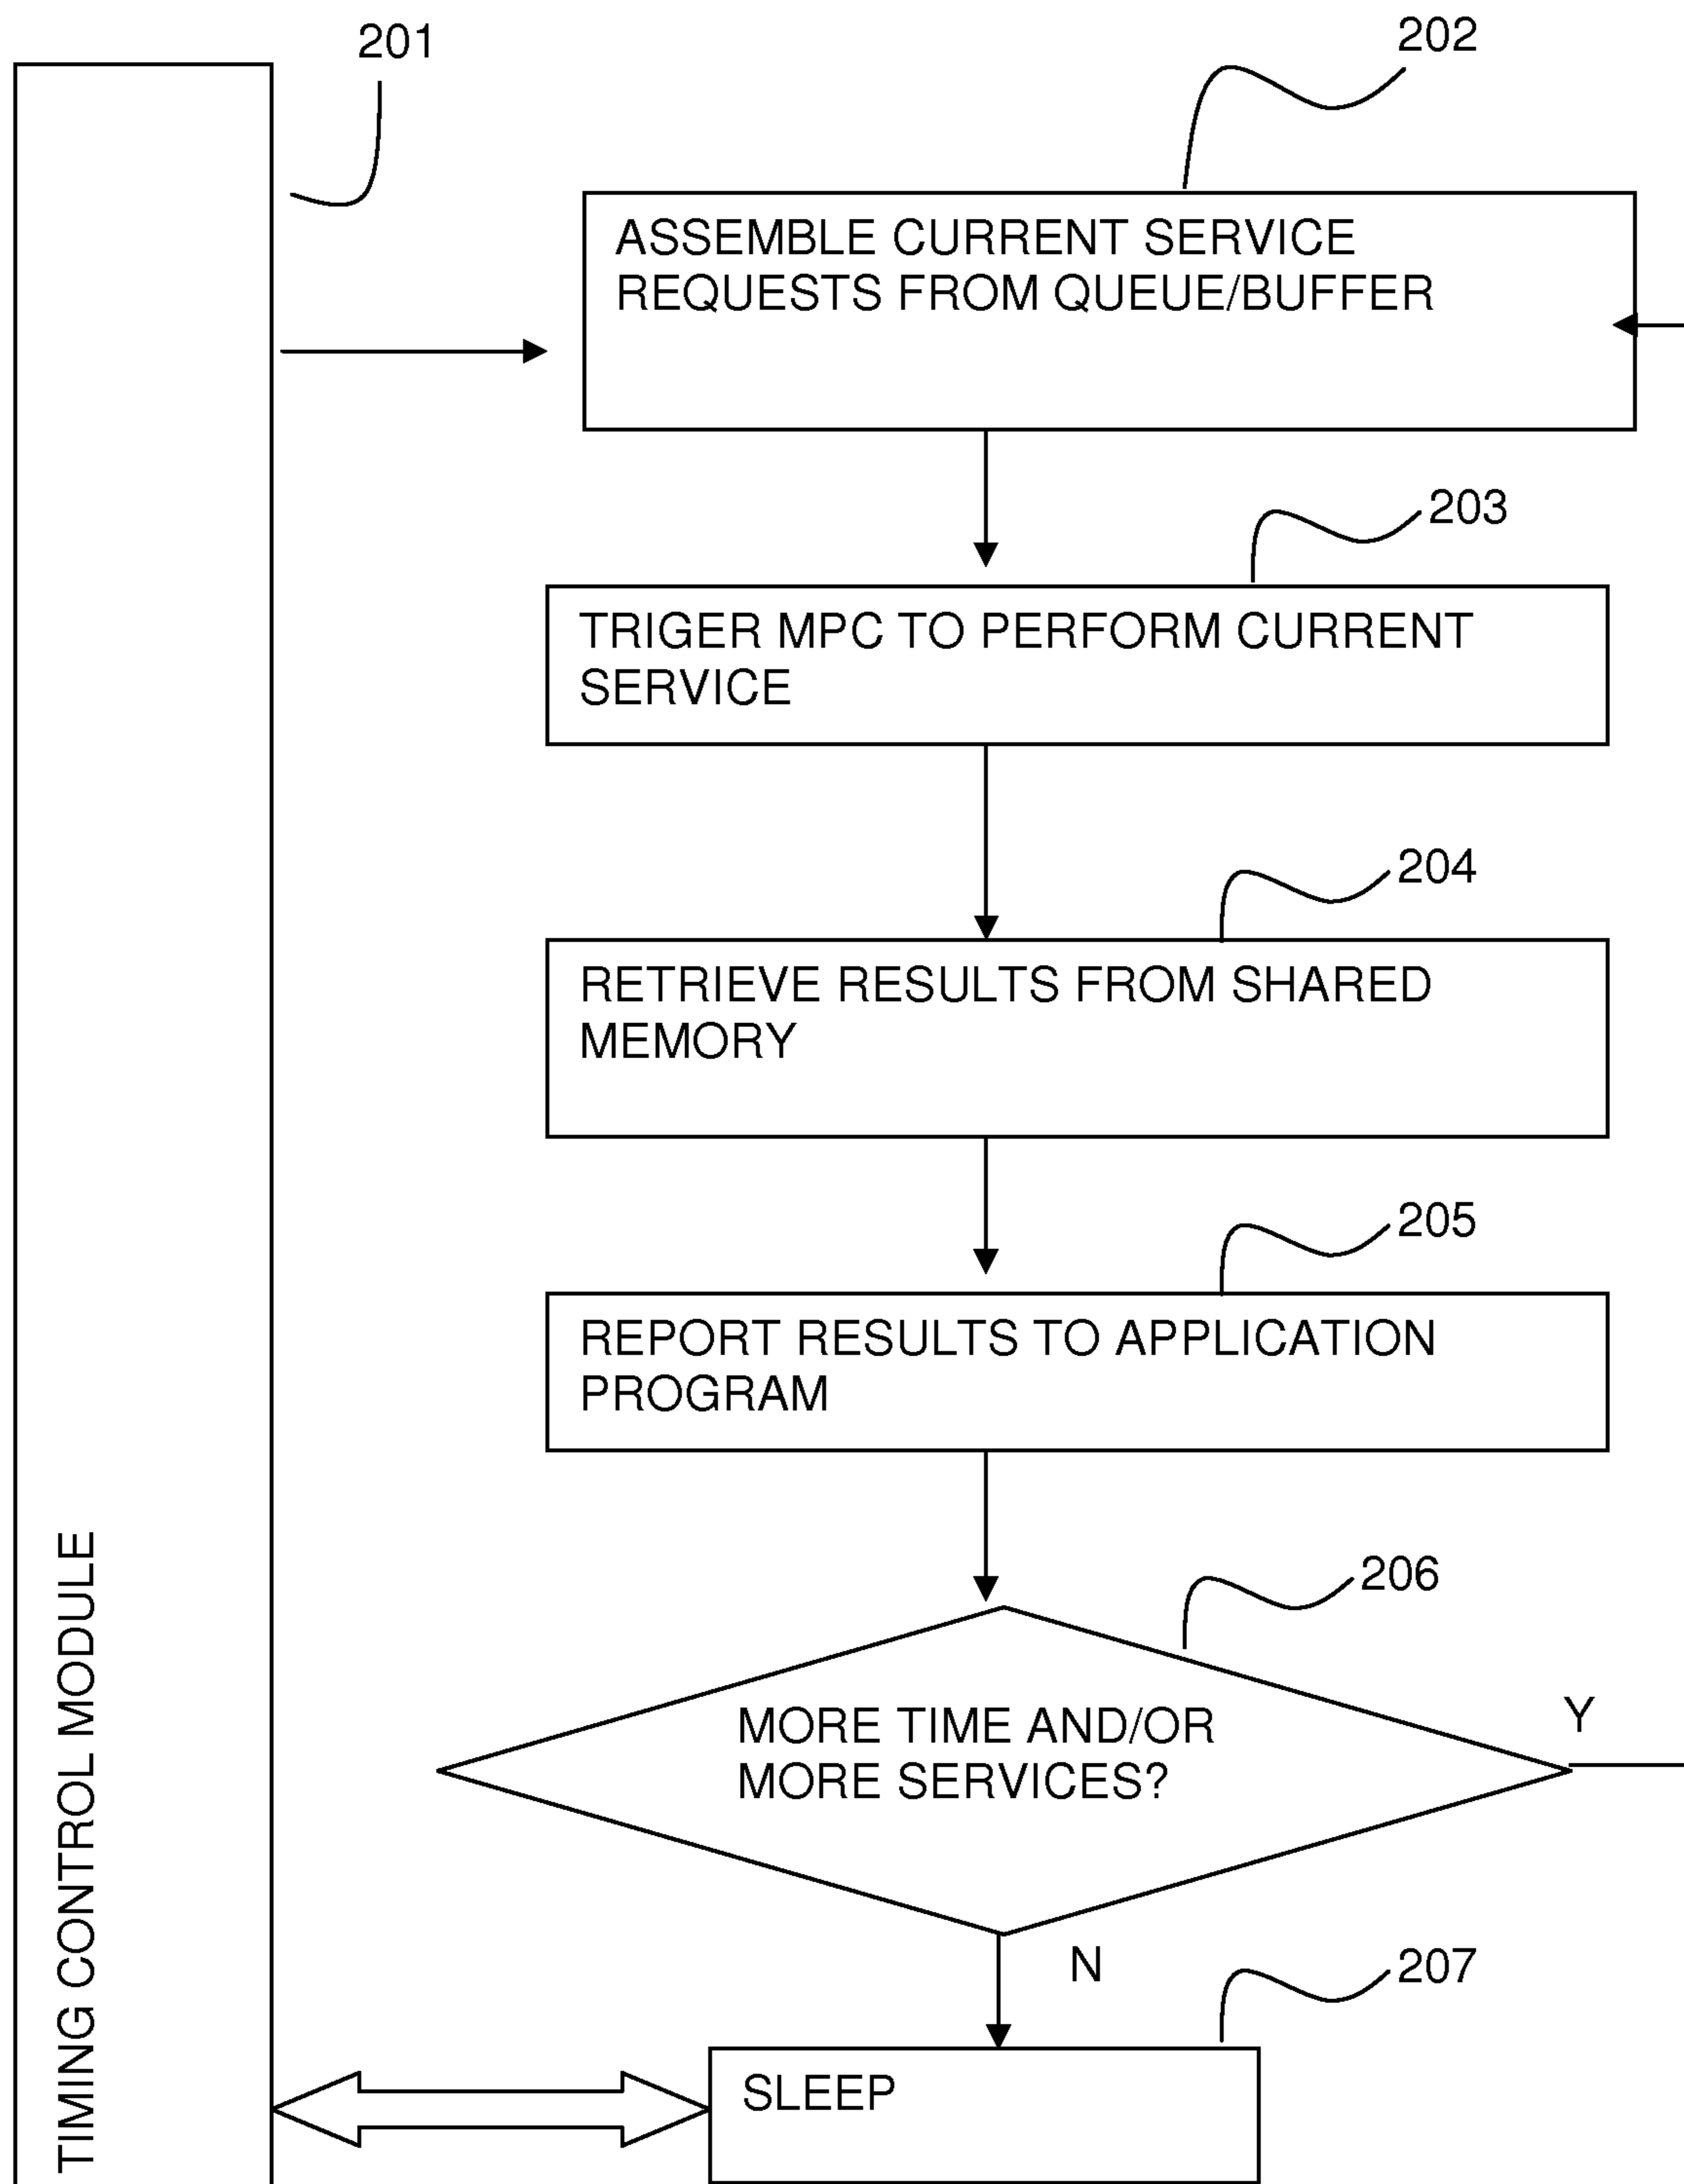 201
202
ASSEMBLE CURRENT SERVICE
REQUESTS FROM QUEUE/BUFFER
203
TRIGER MPC TO PERFORM CURRENT
SERVICE
204
RETRIEVE RESULTS FROM SHARED
MEMORY
205
REPORT RESULTS TO APPLICATION
PROGRAM
206
MORE TIME AND/OR
MORE SERVICES?
Y
N
207
SLEEP
TIMING CONTROL MODULE